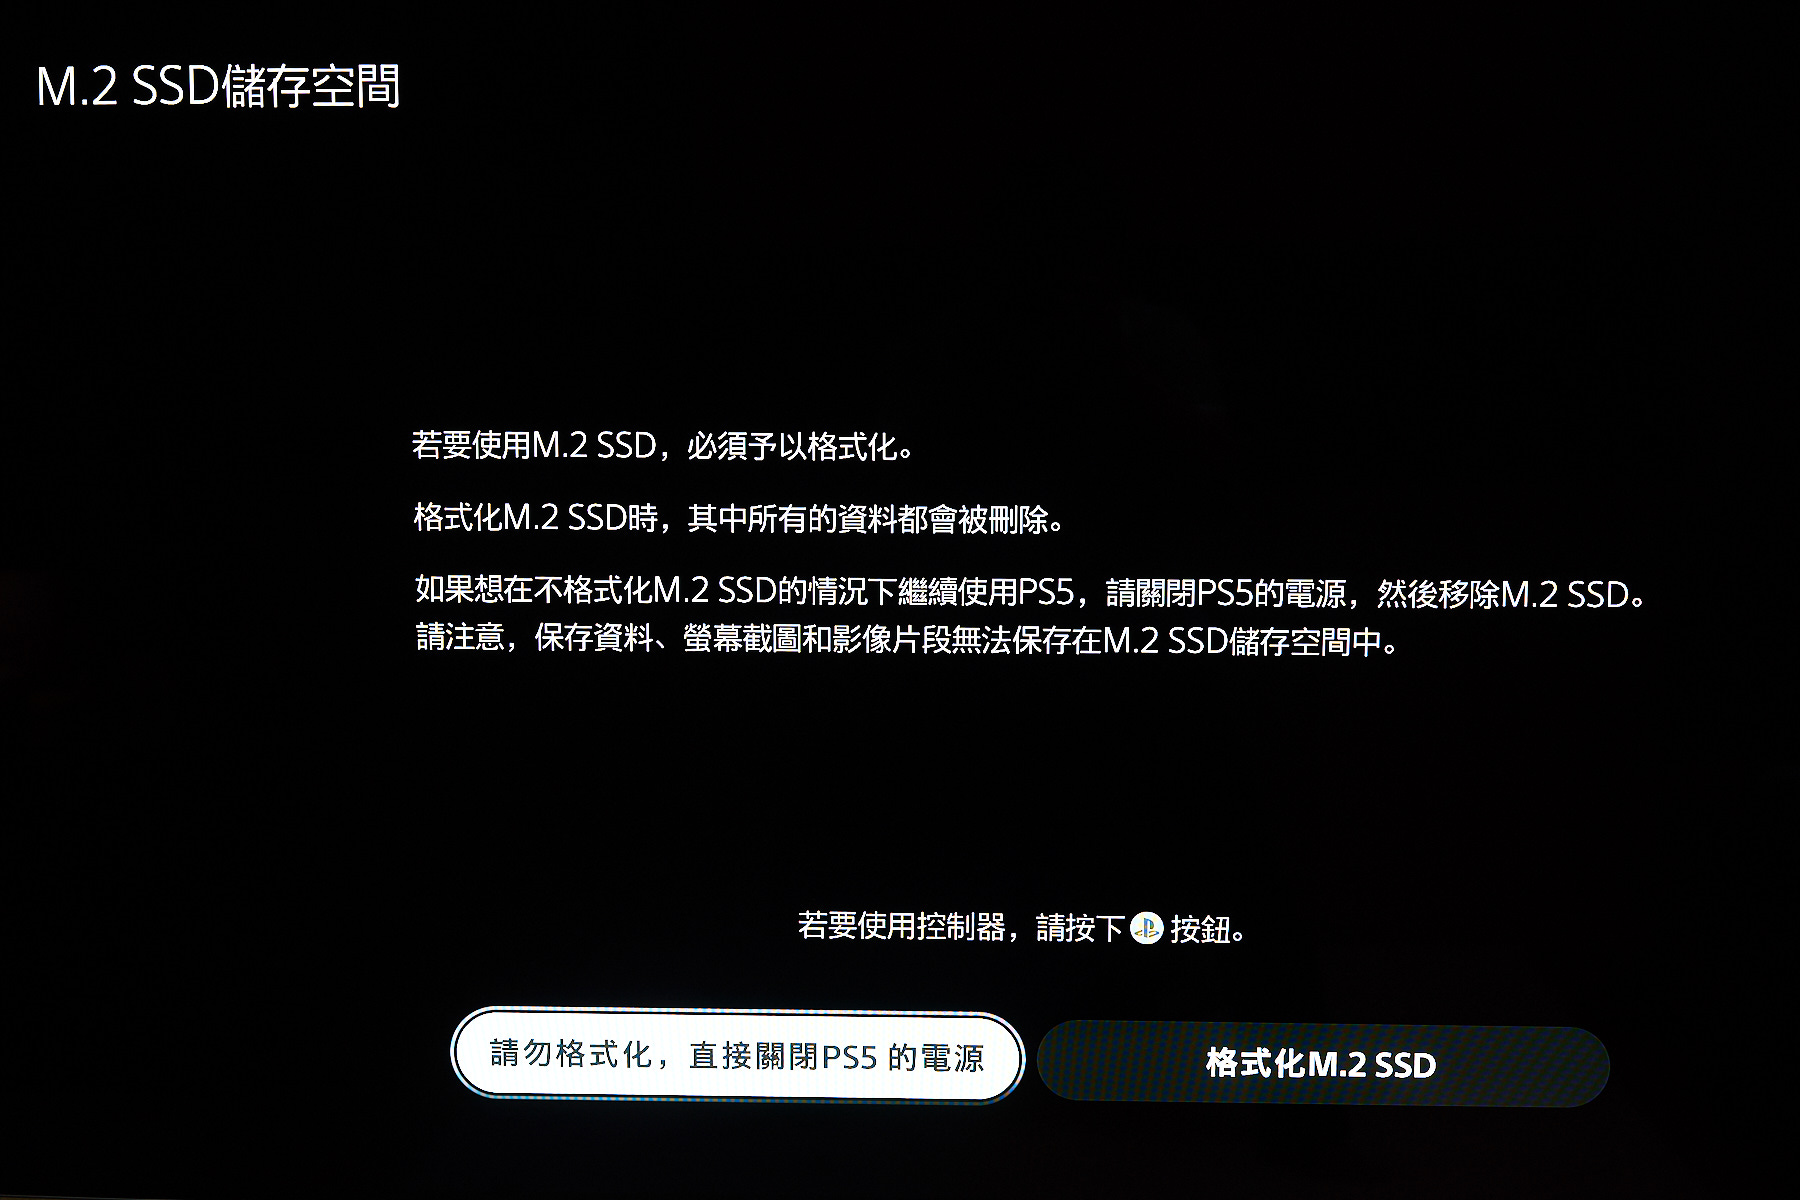 M.2 SSD儲存空間
若要使用M.2 SSD，必須予以格式化。
格式化M.2 SSD時，其中所有的資料都會被刪除。
如果想在不格式化M.2 SSD的情況下繼續使用PS5，請關閉PS5的電源，然後移除M.2 SSD。
請注意，保存資料、螢幕截圖和影像片段無法保存在M.2 SSD儲存空間中。
若要使用控制器，請按下 按鈕。
請勿格式化，直接關閉PS5 的電源
格式化M.2 SSD